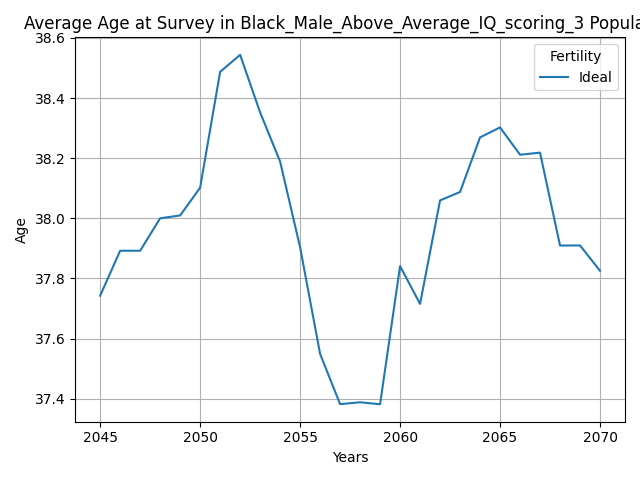 Average Age at Survey in Black_Male_Above_Average_IQ_scoring_3 Popula
38.6
38.4
38.2
38.0
37.8
37.6
37.4
Age
Fertility
Ideal
2045 2050 2055 2060 2065 2070
Years